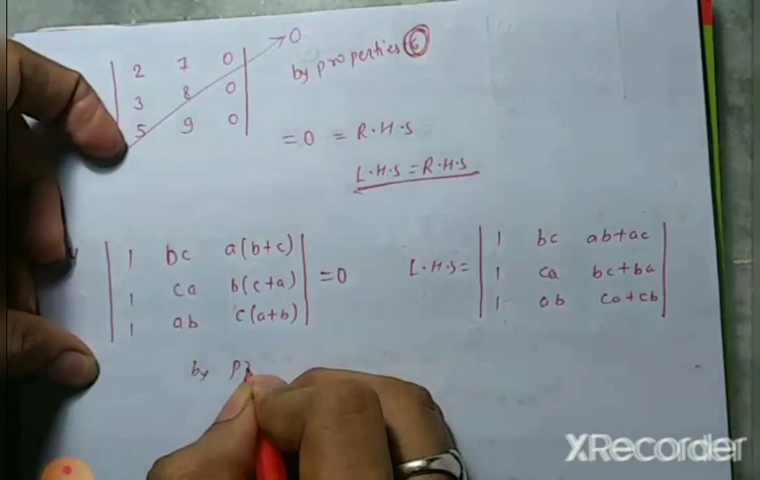 | 2 7 0 | → 0 by properties (6)
| 3 8 0 |
| 5 9 0 | = 0 = R.H.S
L.H.S = R.H.S
| 1 bc a(b+c) |
| 1 ca b(c+a) | = 0
| 1 ab c(a+b) |
L.H.S = | 1 bc ab+ac |
| 1 ca bc+ba |
| 1 ab ca+cb |
by
XRecorder